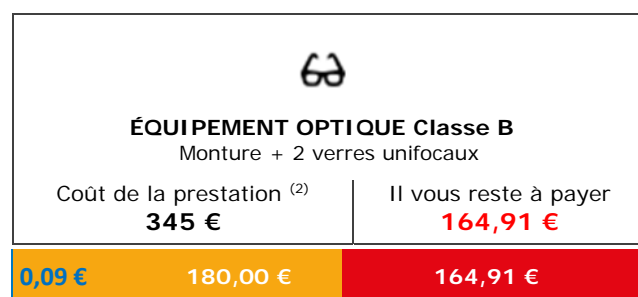 ÉQUIPEMENT OPTIQUE Classe B
Monture + 2 verres unifocaux
Coût de la prestation (2) Il vous reste à payer
345 € 164,91 €
0,09 € 180,00 € 164,91 €